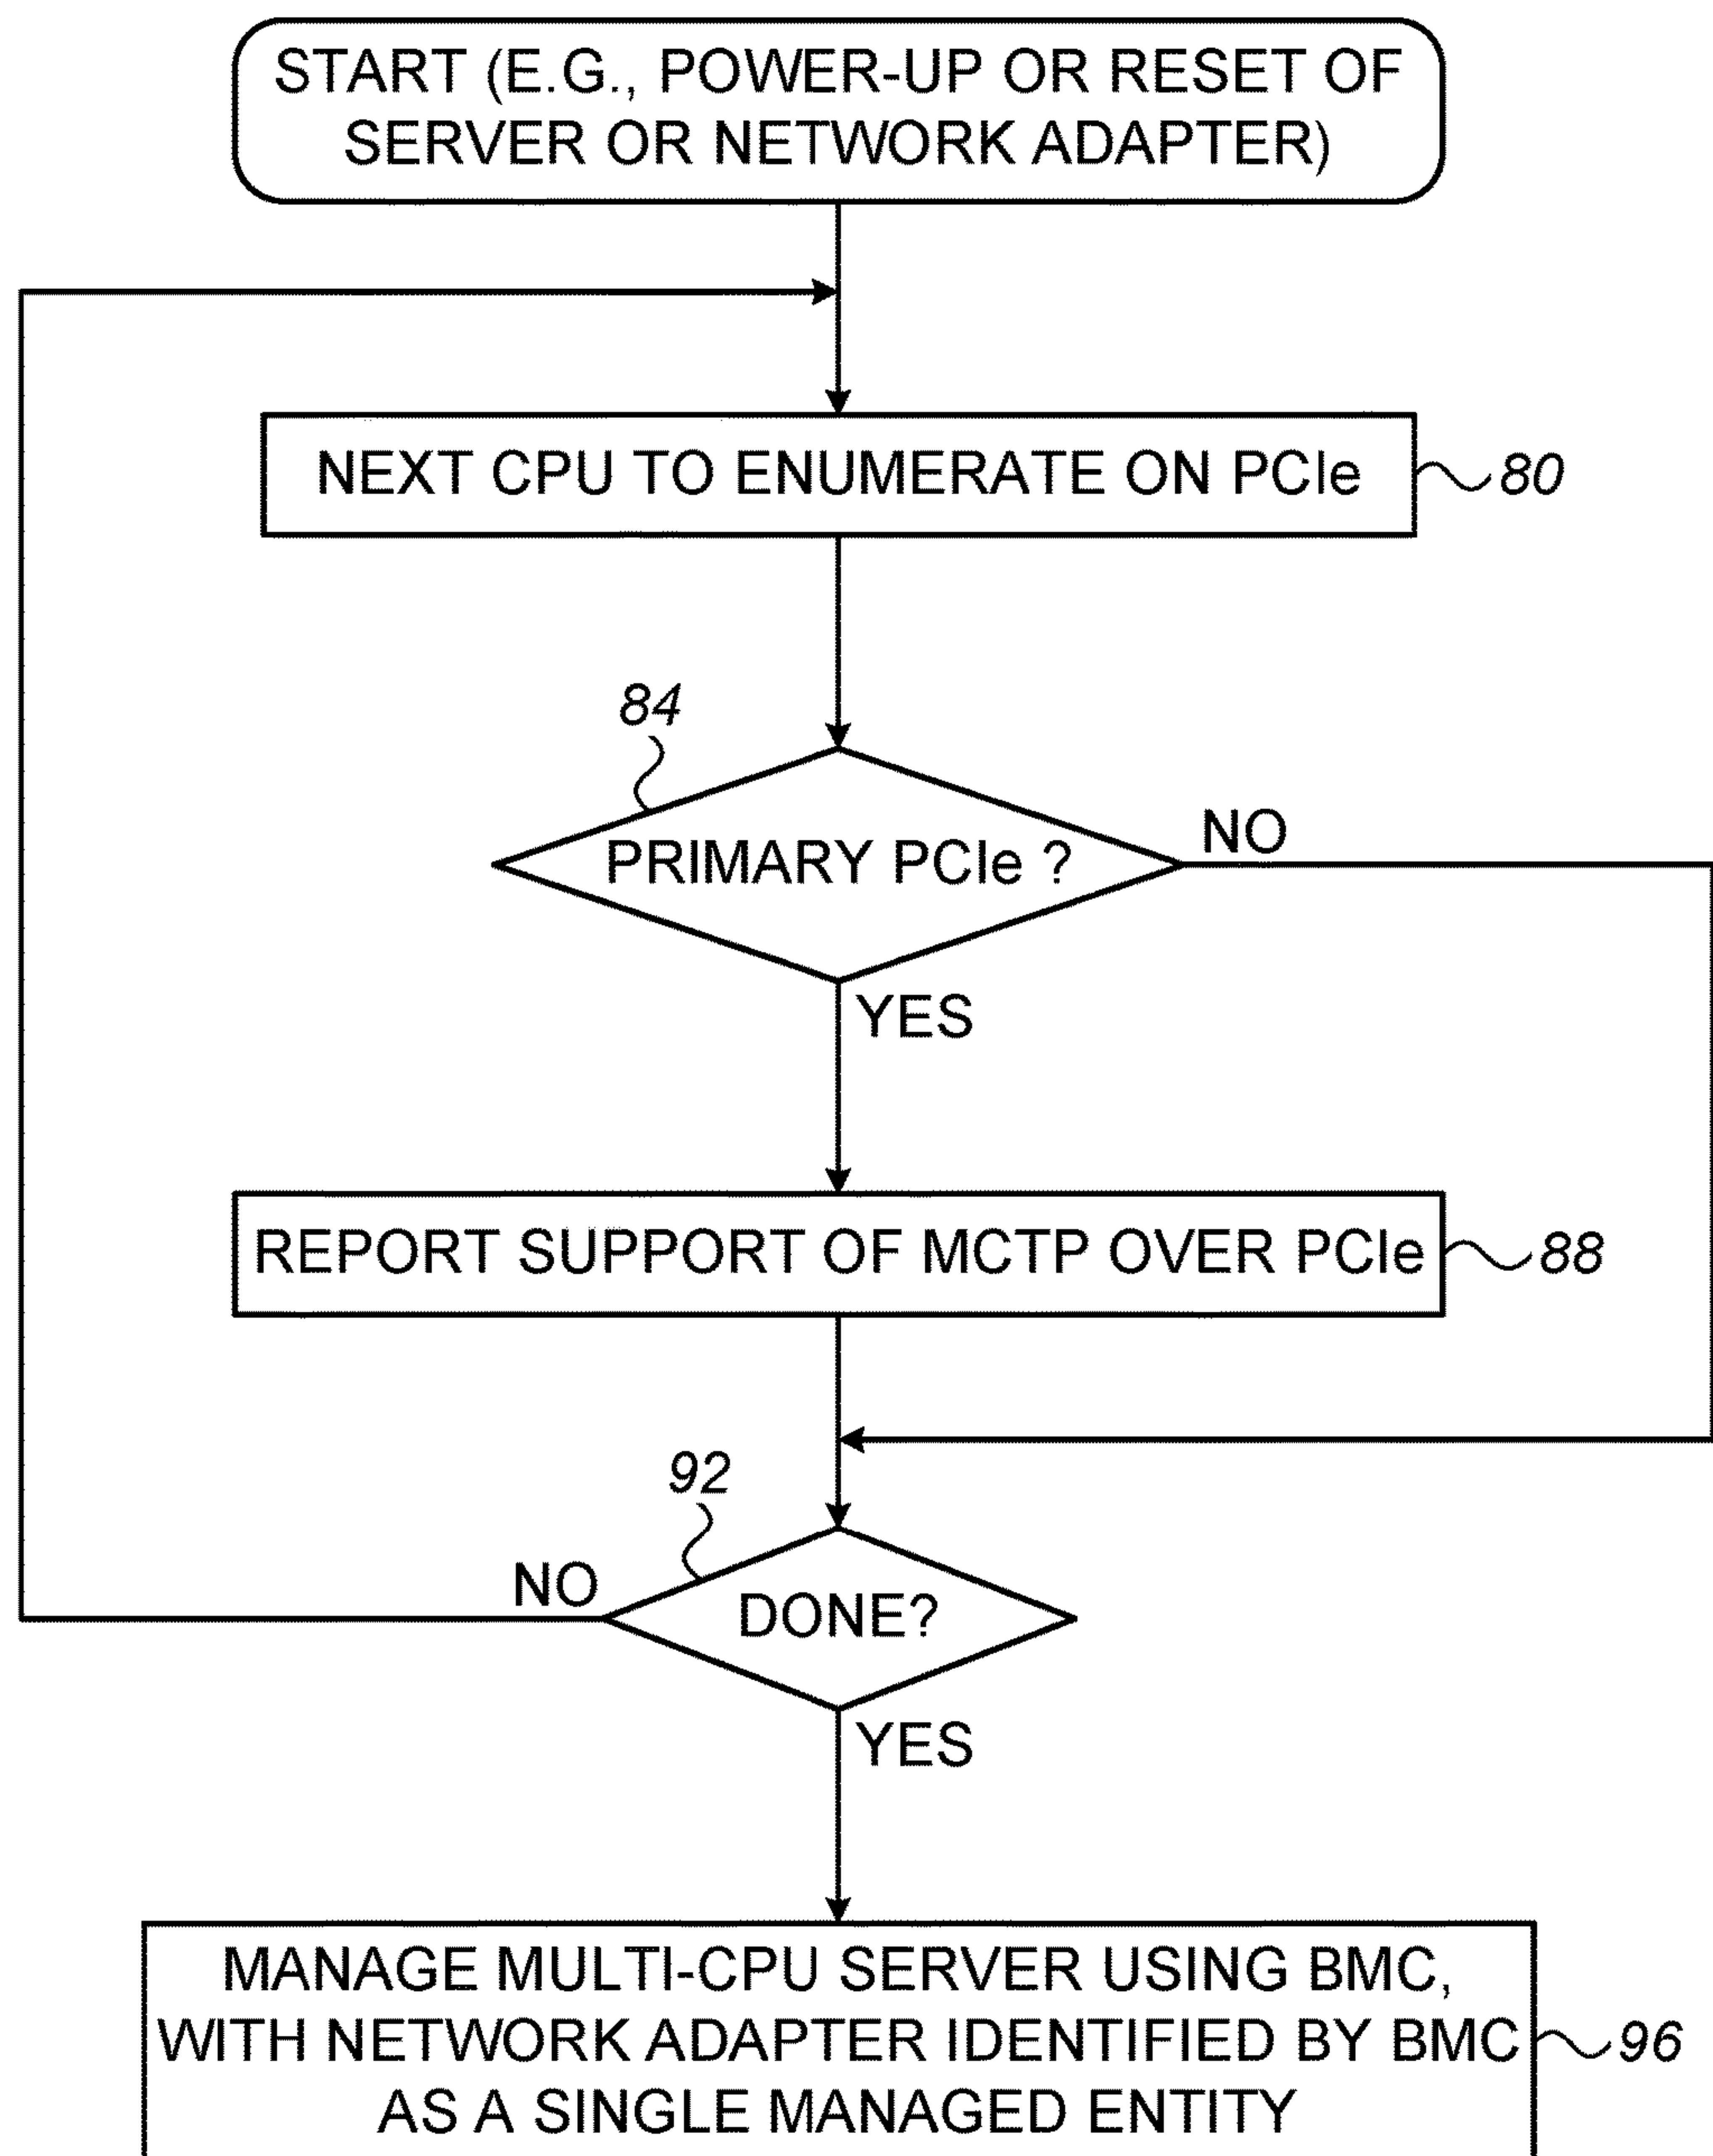 START (E.G., POWER-UP OR RESET OF
SERVER OR NETWORK ADAPTER)
NEXT CPU TO ENUMERATE ON PCIe
80
84
PRIMARY PCIe ?
NO
YES
REPORT SUPPORT OF MCTP OVER PCIe
88
92
NO
DONE?
YES
MANAGE MULTI-CPU SERVER USING BMC,
WITH NETWORK ADAPTER IDENTIFIED BY BMC
96
AS A SINGLE MANAGED ENTITY